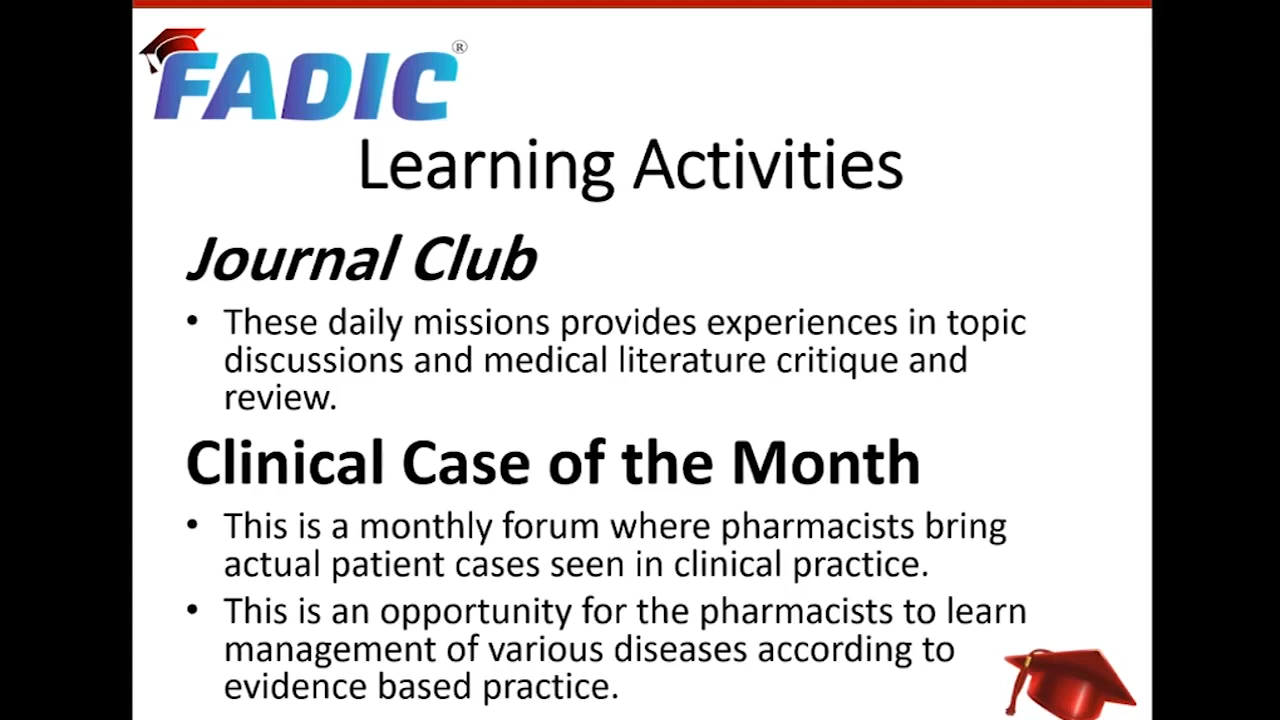 FADIC®
Learning Activities
Journal Club
• These daily missions provides experiences in topic
discussions and medical literature critique and
review.
Clinical Case of the Month
• This is a monthly forum where pharmacists bring
actual patient cases seen in clinical practice.
• This is an opportunity for the pharmacists to learn
management of various diseases according to
evidence based practice.